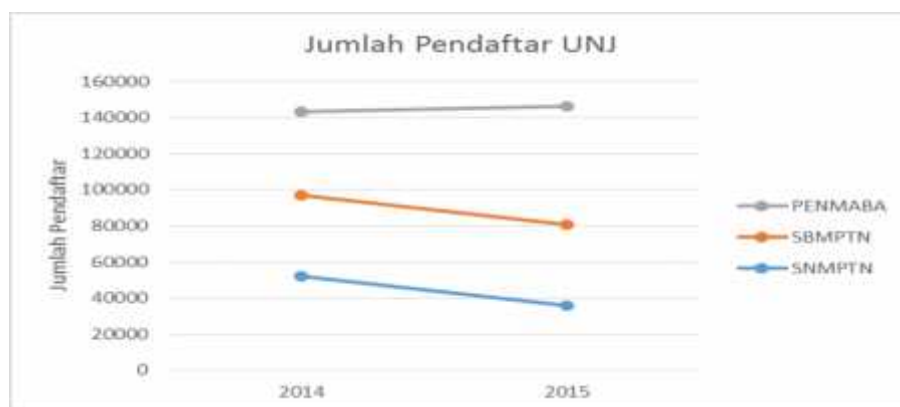 Jumlah Pendaftar UNJ
160000
140000
120000
100000
80000
60000
40000
20000
0
Jumlah Pendaftar
2014 2015
PENMABA
SBMPTN
SNMPTN